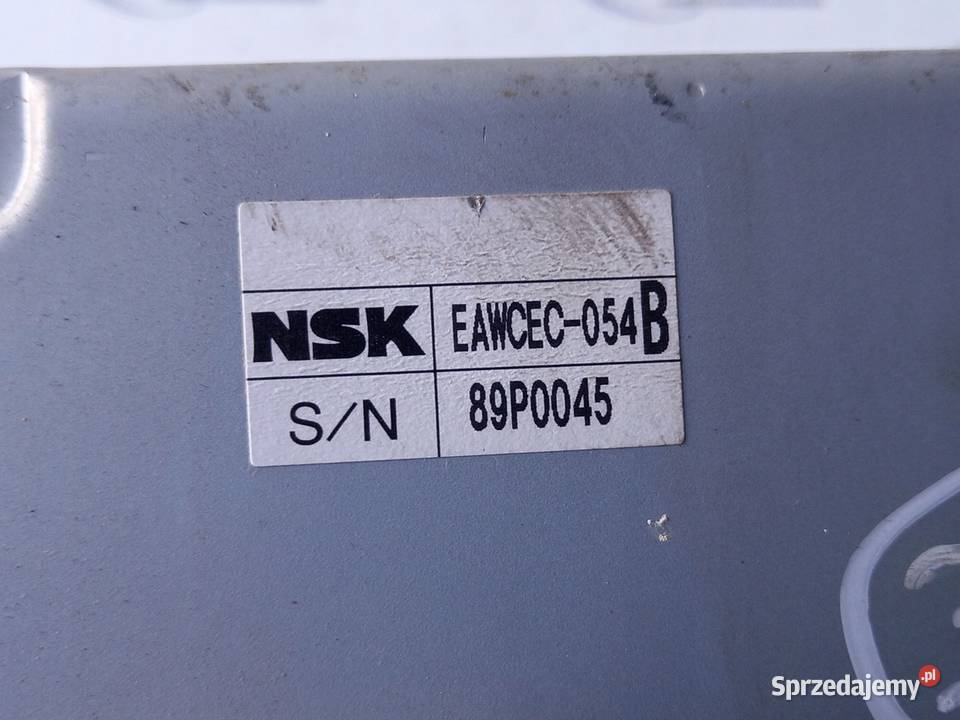 NSK EAWCEC-054B
S/N 89P0045
Sprzedajemy.pl